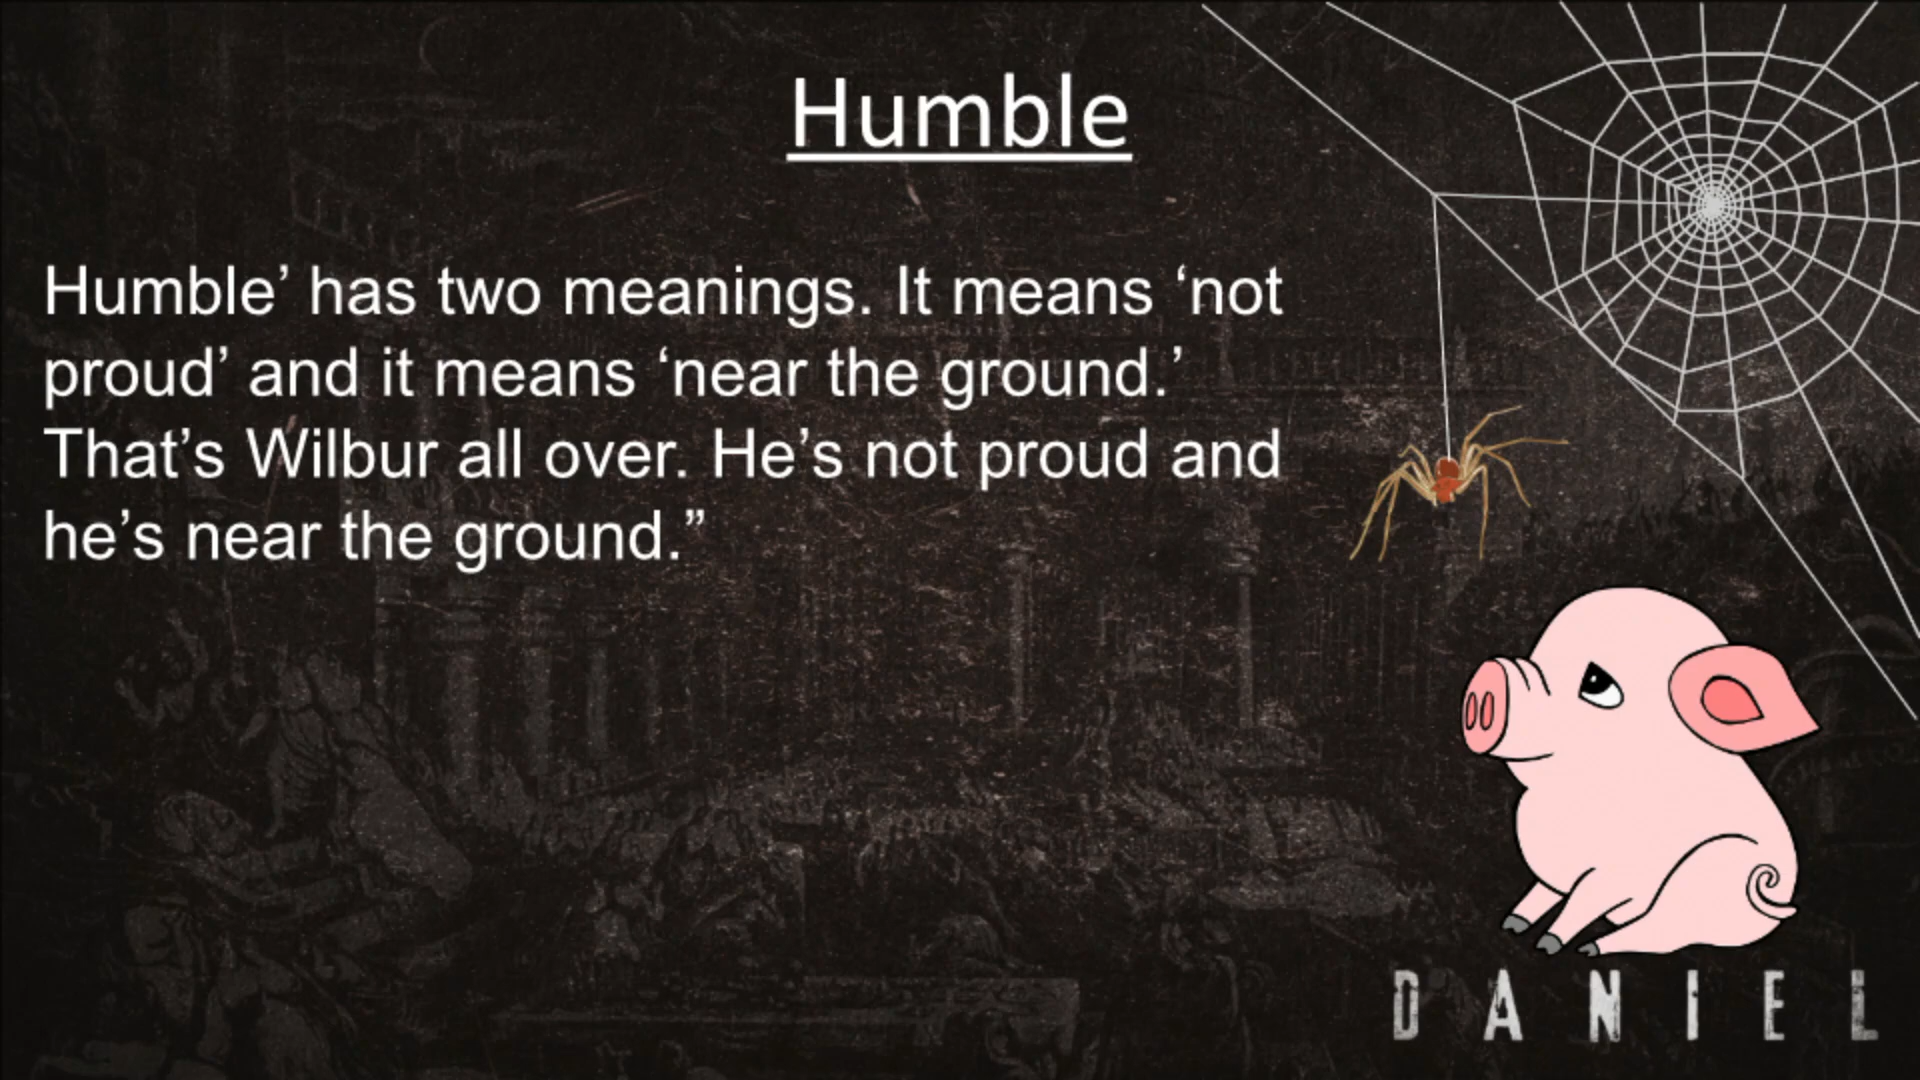 Humble
Humble’ has two meanings. It means ‘not
proud’ and it means ‘near the ground.’
That’s Wilbur all over. He’s not proud and
he’s near the ground.”
DANIEL